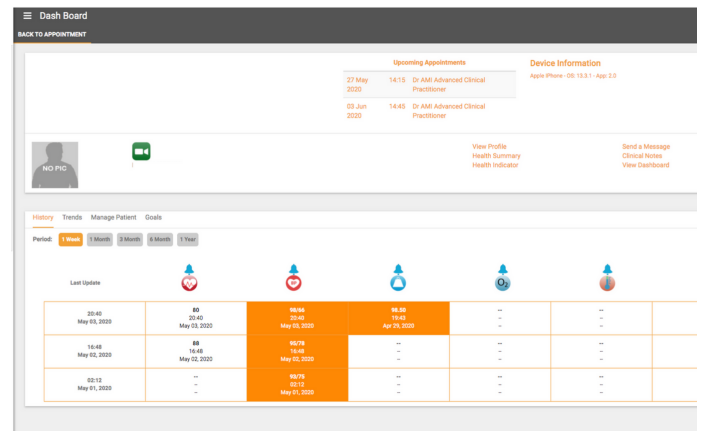 Dash Board
BACK TO APPOINTMENT
Upcoming Appointments
27 May 2020 14:15 Dr AMI Advanced Clinical Practitioner
03 Jun 2020 14:45 Dr AMI Advanced Clinical Practitioner
Device Information
Apple iPhone - OS: 13.3.1 - App: 2.0
NO PIC
View Profile
Health Summary
Health Indicator
Send a Message
Clinical Notes
View Dashboard
History Trends Manage Patient Goals
Period: 1 Week 1 Month 3 Month 6 Month 1 Year
Last Update
BP
O2
20:40
May 03, 2020
80
20:40
May 03, 2020
98/66
20:40
May 03, 2020
98.50
19:43
Apr 29, 2020
--
–
–
--
–
–
16:48
May 02, 2020
88
16:48
May 02, 2020
93/78
16:48
May 02, 2020
--
–
–
--
–
–
--
–
–
02:12
May 01, 2020
--
–
–
93/75
02:12
May 01, 2020
--
–
–
--
–
–
--
–
–